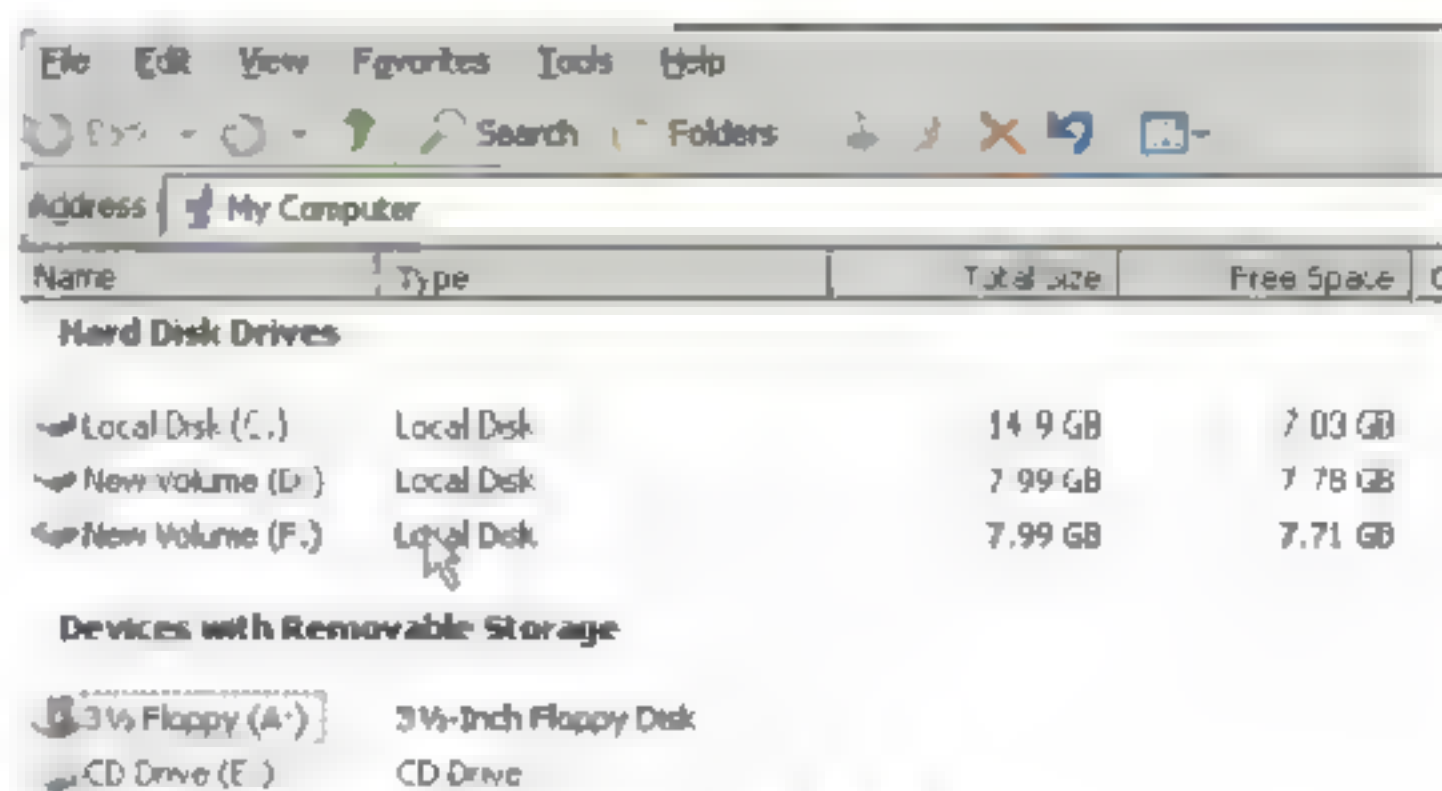 File Edit View Favorites Tools Help
Back Search Folders
Address My Computer
Name Type Total Size Free Space
Hard Disk Drives
Local Disk (C:) Local Disk 14.9 GB 7.03 GB
New Volume (D:) Local Disk 7.99 GB 7.78 GB
New Volume (F:) Local Disk 7.99 GB 7.71 GB
Devices with Removable Storage
3½ Floppy (A:) 3½-Inch Floppy Disk
CD Drive (E:) CD Drive